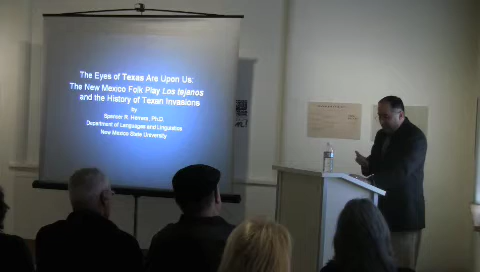 The Eyes of Texas Are Upon Us:
The New Mexico Folk Play Los tejanos
and the History of Texan Invasions
by
Spencer R. Herrera, Ph.D.
Department of Languages and Linguistics
New Mexico State University